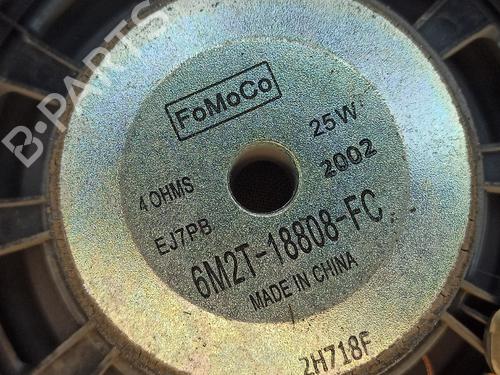 B-PARTS
FoMoCo
25W
2002
4 OHMS
EJ7PB
6M2T-18808-FC
MADE IN CHINA
2H718F